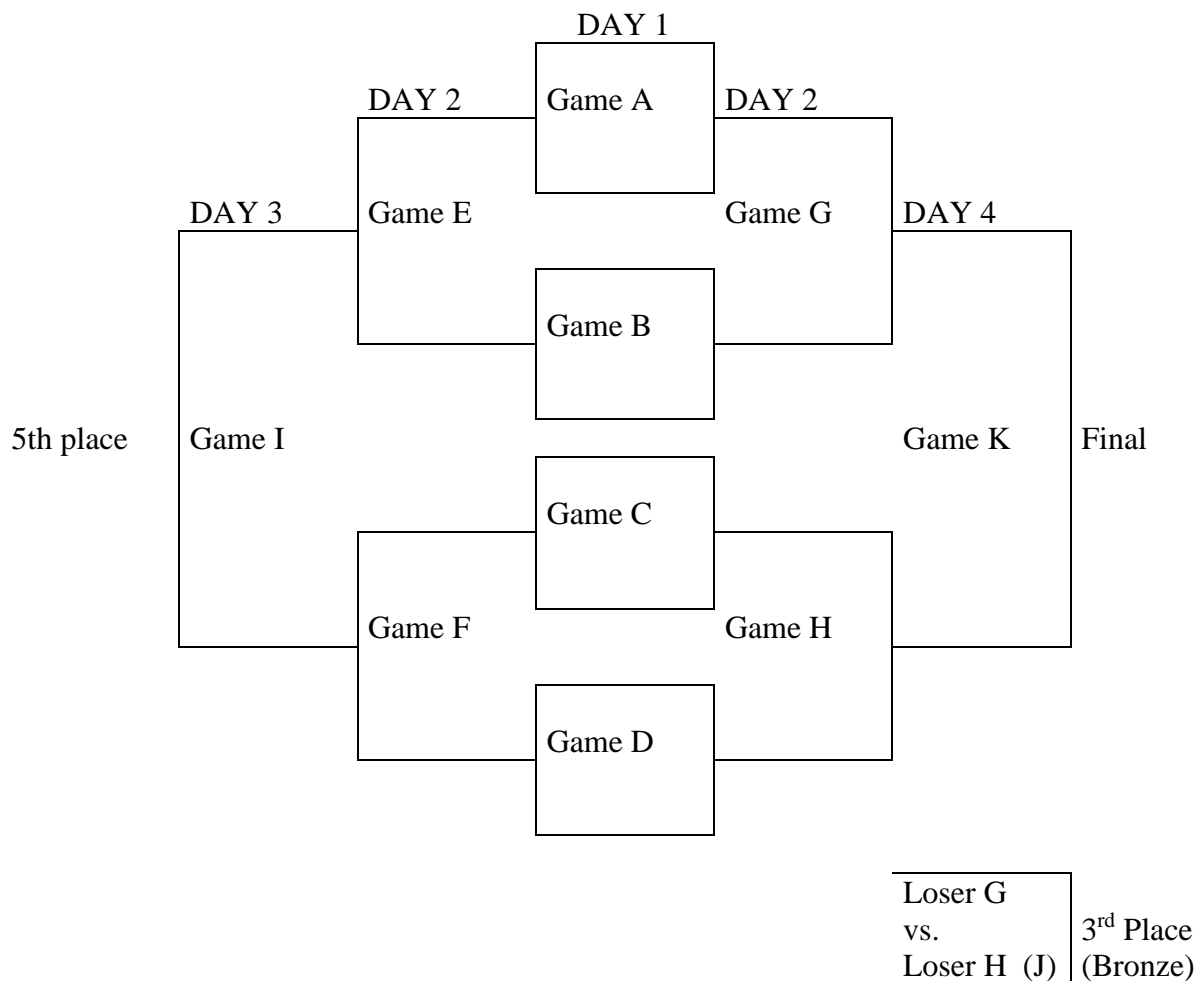 DAY 1
DAY 2
Game A
DAY 2
DAY 3
Game E
Game G
DAY 4
Game B
5th place
Game I
Game K
Final
Game C
Game F
Game H
Game D
Loser G
vs.
Loser H (J)
3rd Place
(Bronze)